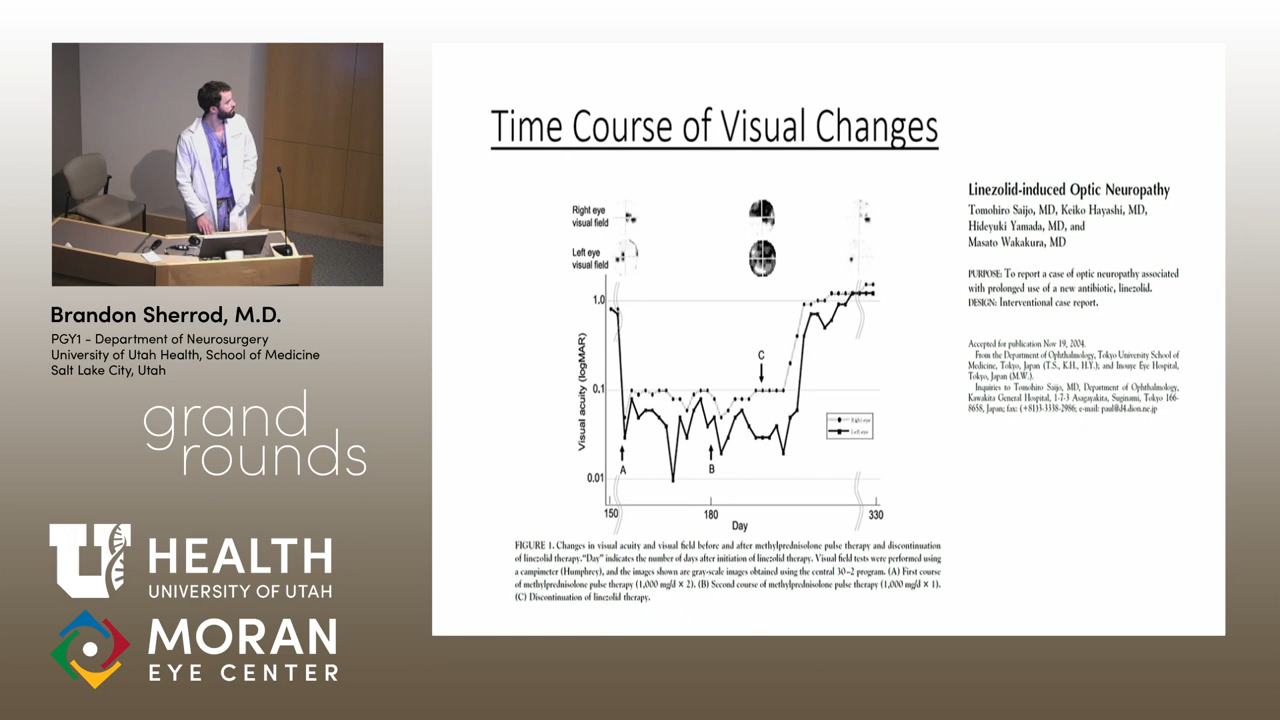 Time Course of Visual Changes
Right eye
visual field
Left eye
visual field
1.0
0.1
0.01
Visual acuity (logMAR)
A
B
C
Right eye
Left eye
150
180
330
Day
FIGURE 1. Changes in visual acuity and visual field before and after methylprednisolone pulse therapy and discontinuation
of linezolid therapy. "Day" indicates the number of days after initiation of linezolid therapy. Visual field tests were performed using
a campimeter (Humphrey), and the images shown are gray-scale images obtained using the central 30–2 program. (A) First course
of methylprednisolone pulse therapy (1,000 mg/d × 2). (B) Second course of methylprednisolone pulse therapy (1,000 mg/d × 1).
(C) Discontinuation of linezolid therapy.
Linezolid-induced Optic Neuropathy
Tomohiro Saijo, MD, Keiko Hayashi, MD,
Hideyuki Yamada, MD, and
Masato Wakakura, MD
PURPOSE: To report a case of optic neuropathy associated
with prolonged use of a new antibiotic, linezolid.
DESIGN: Interventional case report.
Accepted for publication Nov 19, 2004.
From the Department of Ophthalmology, Tokyo University School of
Medicine, Tokyo, Japan (T.S., K.H., H.Y.); and Inouye Eye Hospital,
Tokyo, Japan (M.W.).
Inquiries to Tomohiro Saijo, MD, Department of Ophthalmology,
Kawakita General Hospital, 1-7-3 Asagayakita, Suginami, Tokyo 166-
8658, Japan; fax: (+81)3-3338-2986; e-mail: paul@d4.dion.ne.jp
Brandon Sherrod, M.D.
PGY1 - Department of Neurosurgery
University of Utah Health, School of Medicine
Salt Lake City, Utah
grand
rounds
U HEALTH
UNIVERSITY OF UTAH
MORAN
EYE CENTER